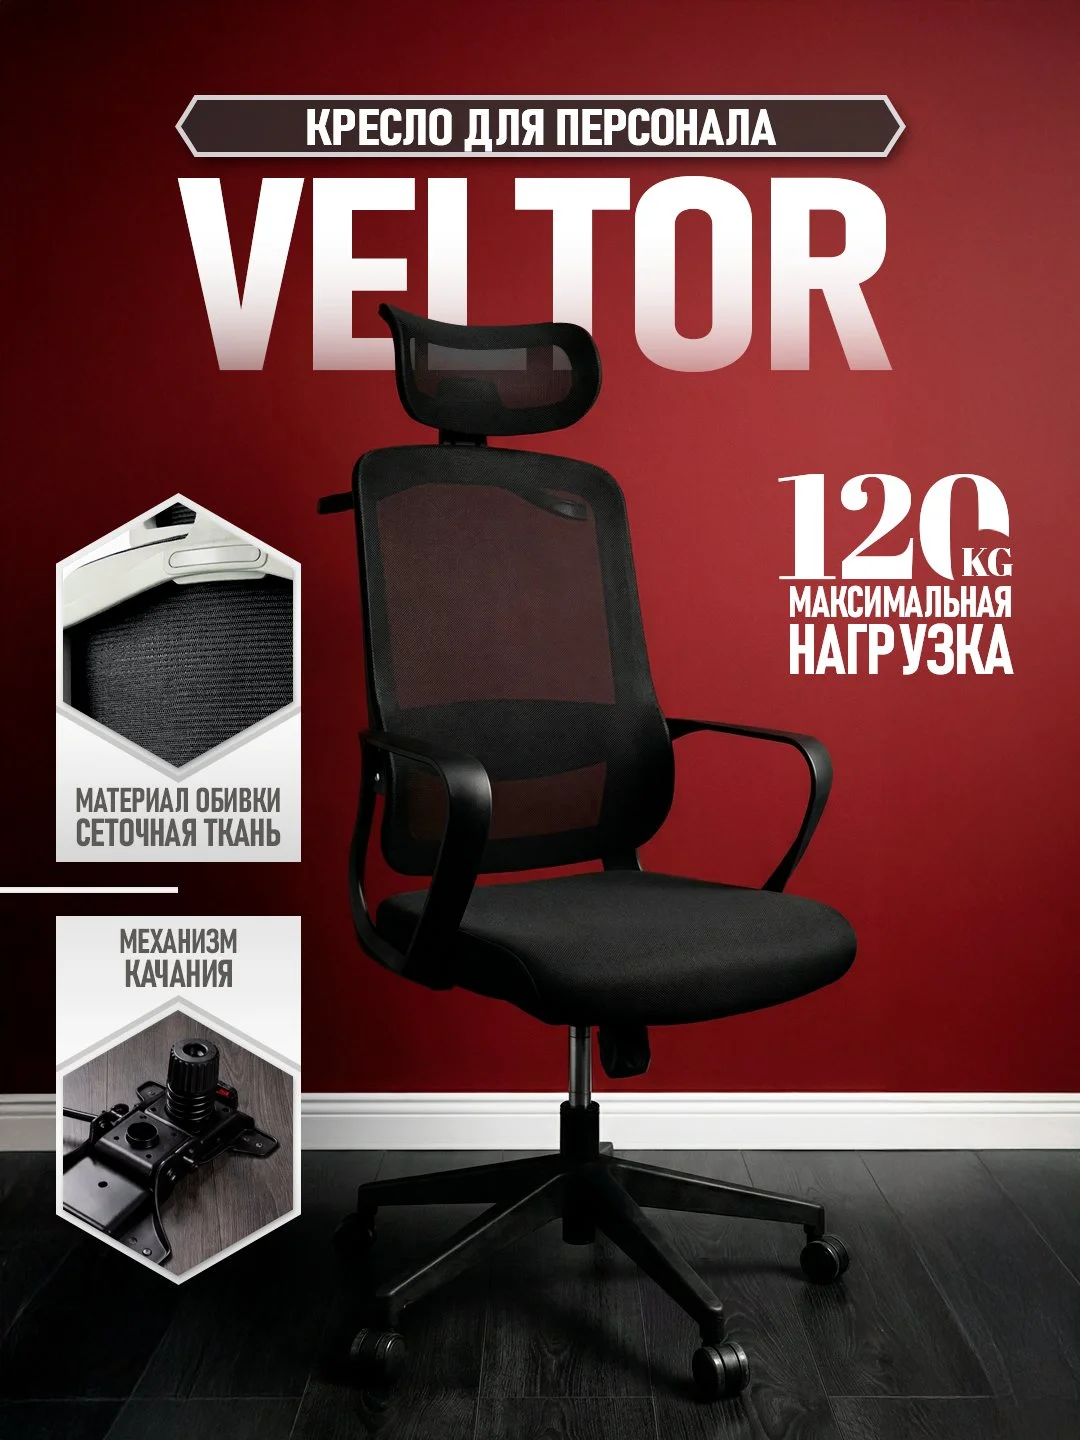 КРЕСЛО ДЛЯ ПЕРСОНАЛА
VELTOR
120 KG
МАКСИМАЛЬНАЯ
НАГРУЗКА
МАТЕРИАЛ ОБИВКИ
СЕТОЧНАЯ ТКАНЬ
МЕХАНИЗМ
КАЧАНИЯ